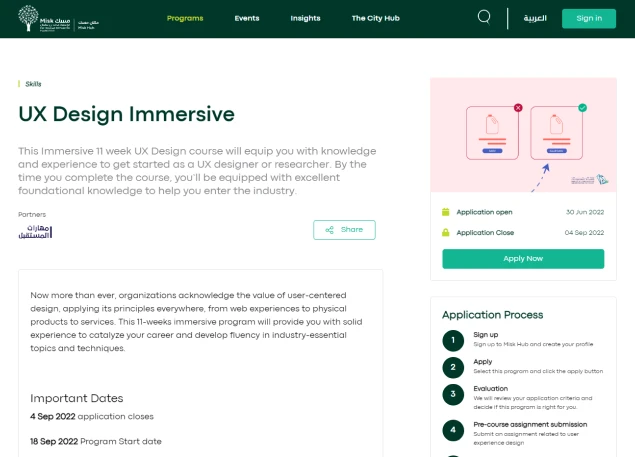 مسك Misk
مقر مسك
Misk Hub
Programs
Events
Insights
The City Hub
العربية
Sign in
Skills
UX Design Immersive
This Immersive 11 week UX Design course will equip you with knowledge
and experience to get started as a UX designer or researcher. By the
time you complete the course, you'll be equipped with excellent
foundational knowledge to help you enter the industry.
Partners
مهارات
المستقبل
Share
Now more than ever, organizations acknowledge the value of user-centered
design, applying its principles everywhere, from web experiences to physical
products to services. This 11-weeks immersive program will provide you with solid
experience to catalyze your career and develop fluency in industry-essential
topics and techniques.
Important Dates
4 Sep 2022 application closes
18 Sep 2022 Program Start date
Application open 30 Jun 2022
Application Close 04 Sep 2022
Apply Now
Application Process
1 Sign up
Sign up to Misk Hub and create your profile
2 Apply
Select this program and click the apply button
3 Evaluation
We will review your application criteria and
decide if this program is right for you.
4 Pre-course assignment submission
Submit on assignment related to user
experience design